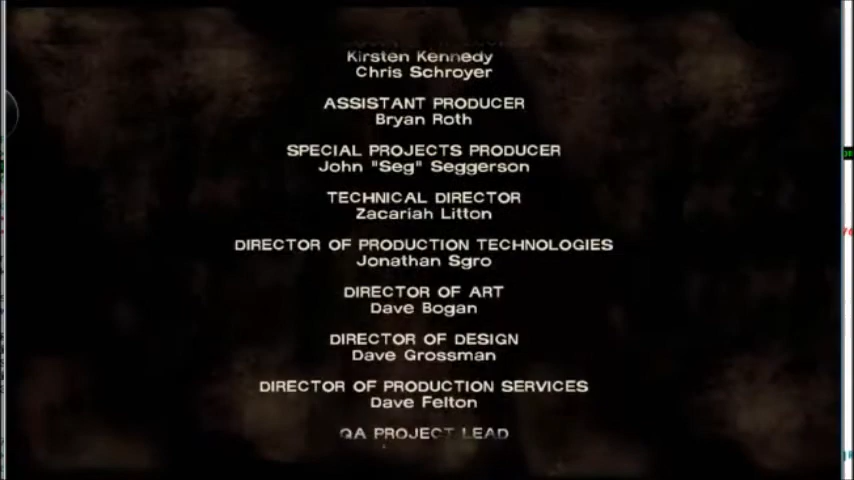 Kirsten Kennedy
Chris Schroyer
ASSISTANT PRODUCER
Bryan Roth
SPECIAL PROJECTS PRODUCER
John "Seg" Seggerson
TECHNICAL DIRECTOR
Zacariah Litton
DIRECTOR OF PRODUCTION TECHNOLOGIES
Jonathan Sgro
DIRECTOR OF ART
Dave Bogan
DIRECTOR OF DESIGN
Dave Grossman
DIRECTOR OF PRODUCTION SERVICES
Dave Felton
QA PROJECT LEAD